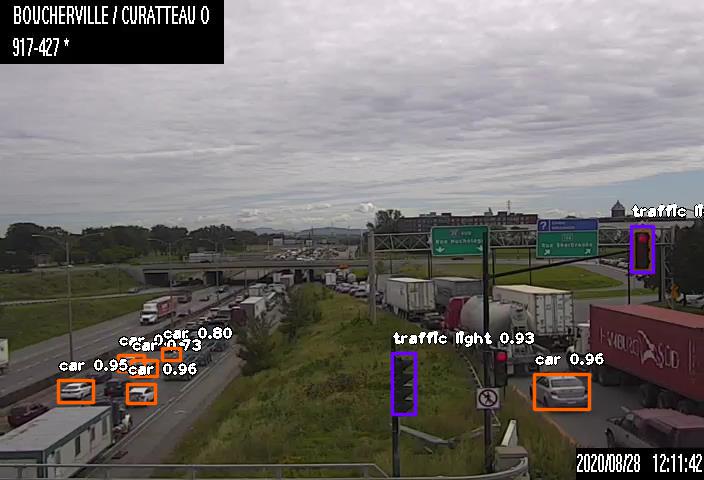 BOUCHERVILLE / CURATTEAU O
917-427 *
traffic li
Rue Hochelaga
Rue Sherbrooke
car 0.80
car 0.73
car 0.95
car 0.96
traffic light 0.93
car 0.96
HAMBURG SÜD
2020/08/28 12:11:42